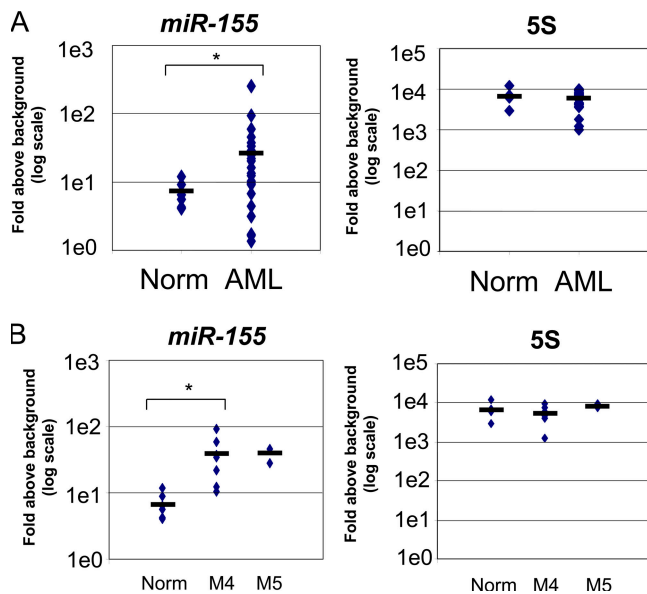 A
miR-155
5S
Fold above background
(log scale)
1e3
1e2
1e1
1e0
*
Norm AML
Fold above background
(log scale)
1e5
1e4
1e3
1e2
1e1
1e0
Norm AML
B
miR-155
5S
Fold above background
(log scale)
1e3
1e2
1e1
1e0
*
Norm M4 M5
Fold above background
(log scale)
1e5
1e4
1e3
1e2
1e1
1e0
Norm M4 M5